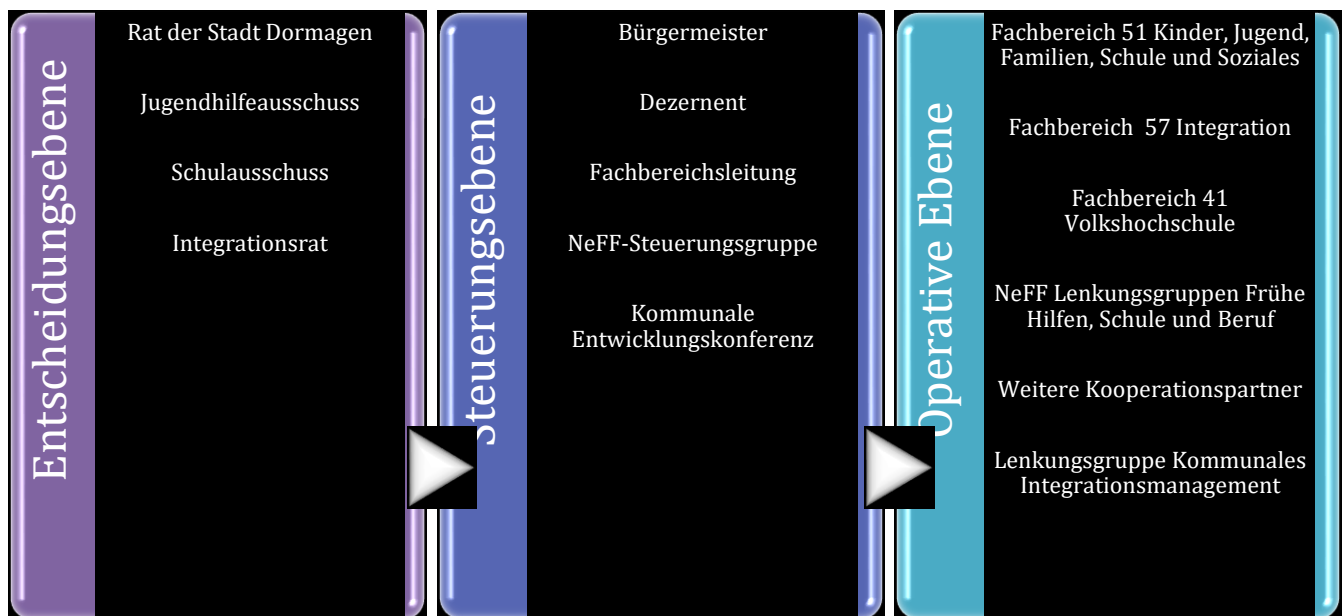 Entscheidungsebene
Rat der Stadt Dormagen
Jugendhilfeausschuss
Schulausschuss
Integrationsrat
Steuerungsebene
Bürgermeister
Dezernent
Fachbereichsleitung
NeFF-Steuerungsgruppe
Kommunale
Entwicklungskonferenz
Operative Ebene
Fachbereich 51 Kinder, Jugend,
Familien, Schule und Soziales
Fachbereich 57 Integration
Fachbereich 41
Volkshochschule
NeFF Lenkungsgruppen Frühe
Hilfen, Schule und Beruf
Weitere Kooperationspartner
Lenkungsgruppe Kommunales
Integrationsmanagement